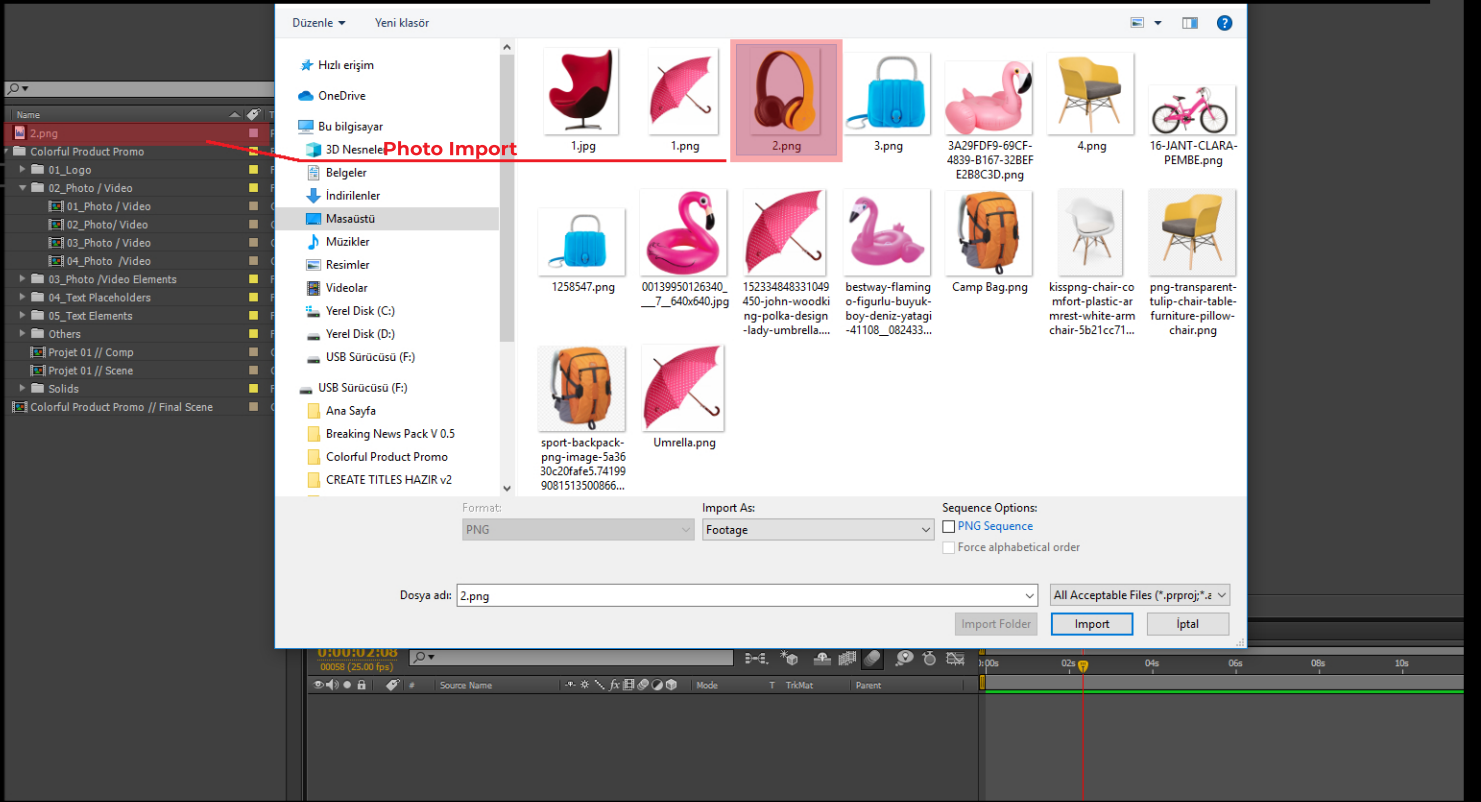 Düzenle
Yeni klasör
Name
2.png
Colorful Product Promo
01_Logo
02_Photo / Video
01_Photo / Video
02_Photo/ Video
03_Photo / Video
04_Photo /Video
03_Photo /Video Elements
04_Text Placeholders
05_Text Elements
Others
Projet 01 // Comp
Projet 01 // Scene
Solids
Colorful Product Promo // Final Scene
Hızlı erişim
OneDrive
Bu bilgisayar
3D Nesneler
Photo Import
Belgeler
İndirilenler
Masaüstü
Müzikler
Resimler
Videolar
Yerel Disk (C:)
Yerel Disk (D:)
USB Sürücüsü (F:)
USB Sürücüsü (F:)
Ana Sayfa
Breaking News Pack V 0.5
Colorful Product Promo
CREATE TITLES HAZIR v2
1.jpg
1.png
2.png
3.png
3A29FDF9-69CF-
4839-B167-32BEF
E2B8C3D.png
4.png
16-JANT-CLARA-
PEMBE.png
1258547.png
00139950126340_
___7__640x640.jpg
152334848331049
450-john-woodki
ng-polka-design
-lady-umbrella....
bestway-flaming
o-figurlu-buyuk-
boy-deniz-yatagi
-41108__082433...
Camp Bag.png
kisspng-chair-co
mfort-plastic-ar
mrest-white-arm
chair-5b21cc71...
png-transparent-
tulip-chair-table-
furniture-pillow-
chair.png
sport-backpack-
png-image-5a36
30c20fafe5.74199
9081513500866...
Umrella.png
Format:
PNG
Import As:
Footage
Sequence Options:
PNG Sequence
Force alphabetical order
Dosya adı:
2.png
All Acceptable Files (*.prproj;*.a
Import Folder
Import
İptal
0:00:02:08
00058 (25.00 fps)
# Source Name
Mode
T TrkMat
Parent
00s
02s
04s
06s
08s
10s